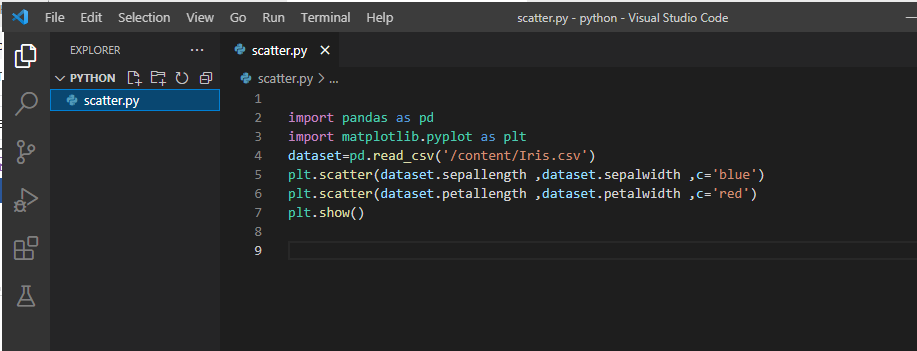 File Edit Selection View Go Run Terminal Help scatter.py - python - Visual Studio Code
EXPLORER ··· scatter.py ×
PYTHON scatter.py > ...
scatter.py
1
2 import pandas as pd
3 import matplotlib.pyplot as plt
4 dataset=pd.read_csv('/content/Iris.csv')
5 plt.scatter(dataset.sepallength ,dataset.sepalwidth ,c='blue')
6 plt.scatter(dataset.petallength ,dataset.petalwidth ,c='red')
7 plt.show()
8
9